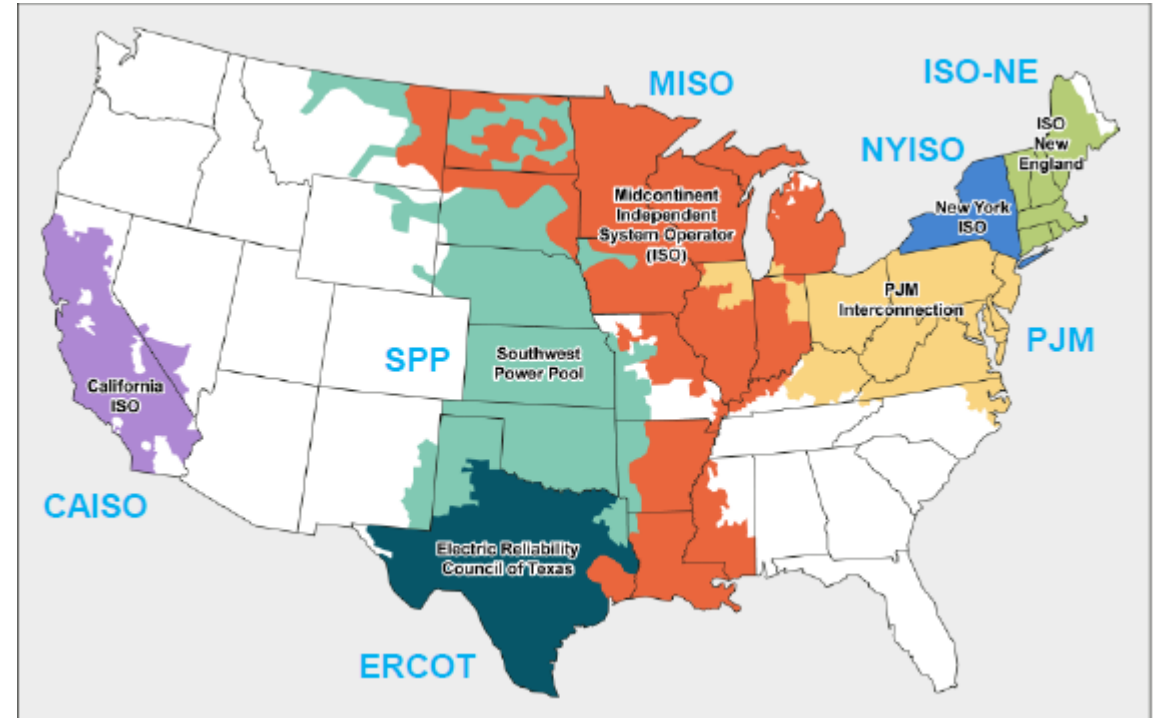 MISO
ISO-NE
NYISO
ISO
New
England
New York
ISO
Midcontinent
Independent
System Operator
(ISO)
PJM
Interconnection
PJM
SPP
Southwest
Power Pool
California
ISO
CAISO
Electric Reliability
Council of Texas
ERCOT